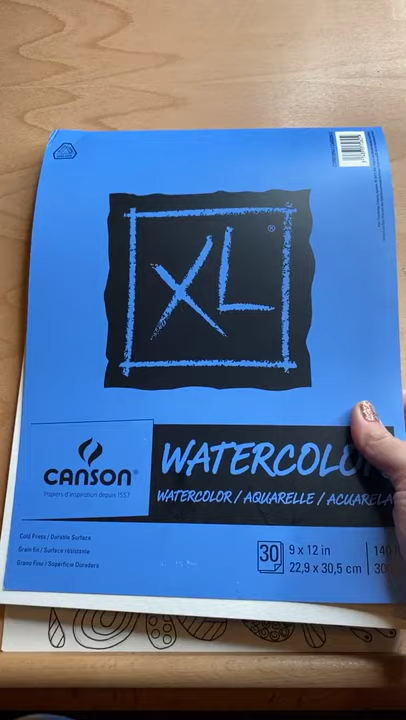 XL®
CANSON®
Papiers d'inspiration depuis 1557
WATERCOLO
WATERCOLOR / AQUARELLE / ACUARELA
Cold Press / Durable Surface
Grain fin / Surface résistante
Grano Fino / Superficie Duradera
30
9 x 12 in
22,9 x 30,5 cm
140
30